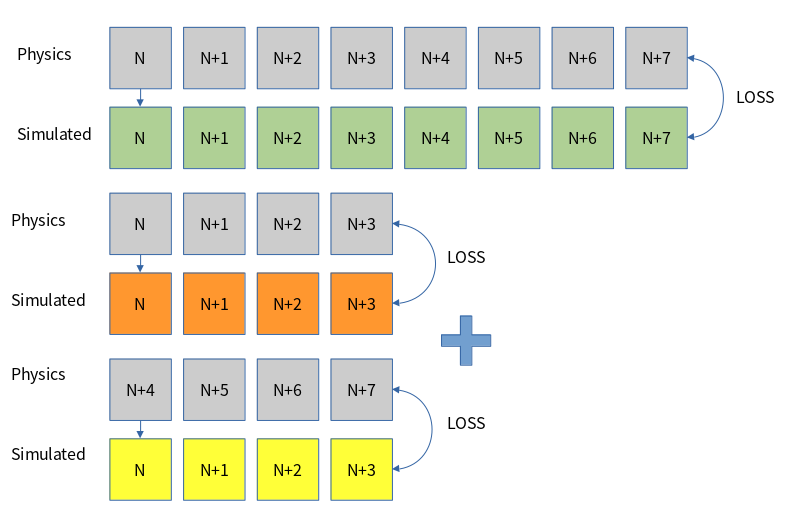 Physics N N+1 N+2 N+3 N+4 N+5 N+6 N+7
LOSS
Simulated N N+1 N+2 N+3 N+4 N+5 N+6 N+7
Physics N N+1 N+2 N+3
LOSS
Simulated N N+1 N+2 N+3
Physics N+4 N+5 N+6 N+7
LOSS
Simulated N N+1 N+2 N+3